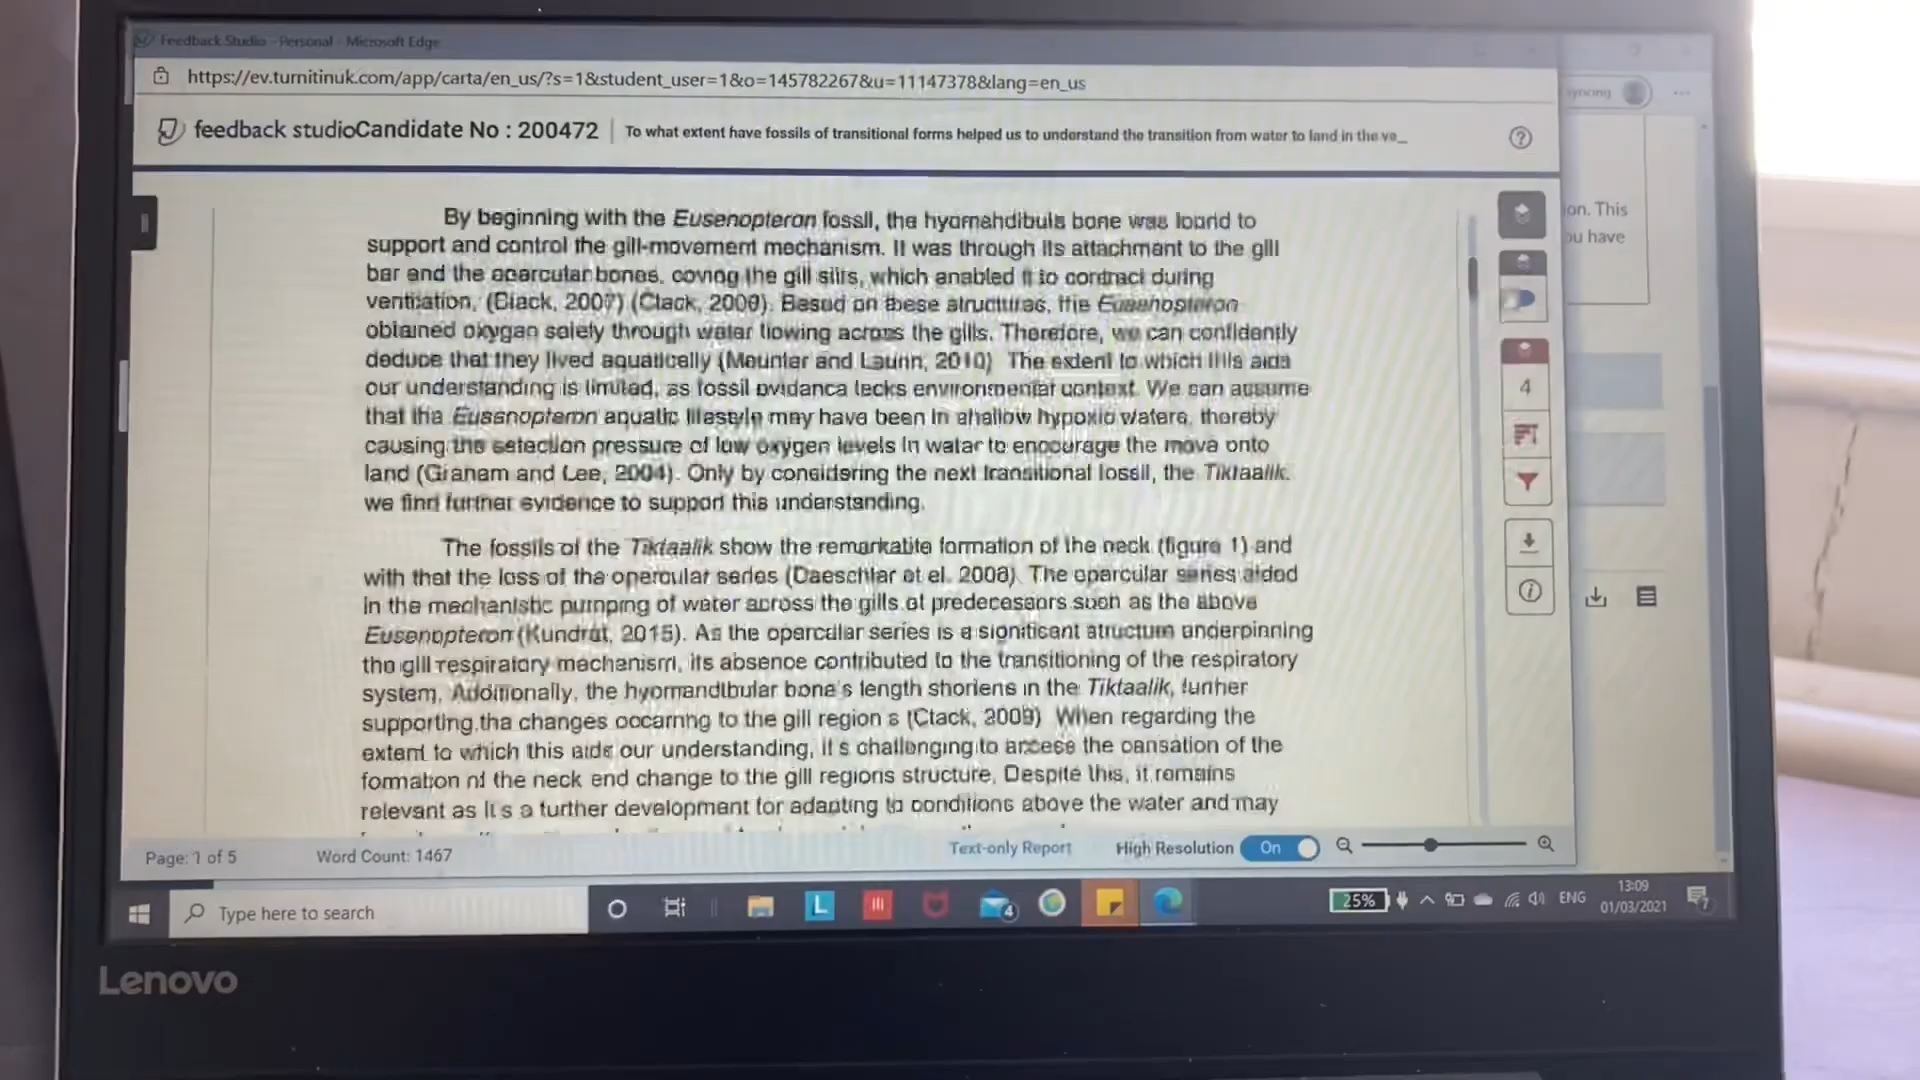 Feedback Studio - Personal - Microsoft Edge
https://ev.turnitinuk.com/app/carta/en_us/?s=1&student_user=1&o=145782267&u=11147378&lang=en_us
syncing
feedback studio Candidate No : 200472 | To what extent have fossils of transitional forms helped us to understand the transition from water to land in the ve...
By beginning with the Eusenopteron fossil, the bone was found to
support and control the gill-movement mechanism. It was through its attachment to the gill
bar and the opercular bones, the gill slits, which enabled it to contract during
ventilation, (Clack, 2007) (Clack, 2009). Based on these structures, the Eusenopteron
obtained oxygen solely through water flowing across the gills. Therefore, we can confidently
deduce that they lived aquatically 2010) The extent to which this aids
our understanding is limited, as fossil evidence lacks environmental context. We can assume
that the Eusenopteron aquatic lifestyle may have been in shallow hypoxic waters, thereby
causing the selection pressure of low oxygen levels in water to encourage the move onto
land (Graham and Lee, 2004). Only by considering the next transitional fossil, the Tiktaalik.
we find further evidence to support this understanding.
The fossils of the Tiktaalik show the remarkable formation of the neck (figure 1) and
with that the loss of the opercular series (Daeschler et el. The opercular series aided
in the mechanistic pumping of water across the gills of predecessors such as the above
Eusenopteron (Kundrat, 2015). As the opercular series is a significant structure underpinning
the gill respiratory mechanism, its absence contributed to the transitioning of the respiratory
system. Additionally, the hyomandibular bone's length shortens in the Tiktaalik, further
supporting the changes occurring to the gill region s (Clack, 2009) When regarding the
extent to which this aids our understanding, it's challenging to access the causation of the
formation of the neck and change to the gill regions structure. Despite this, it remains
relevant as it's a further development for adapting to conditions above the water and may
on. This
ou have
4
Page: 1 of 5
Word Count: 1467
Text-only Report
High Resolution
On
Type here to search
L
4
25%
ENG
13:09
01/03/2021
7
Lenovo